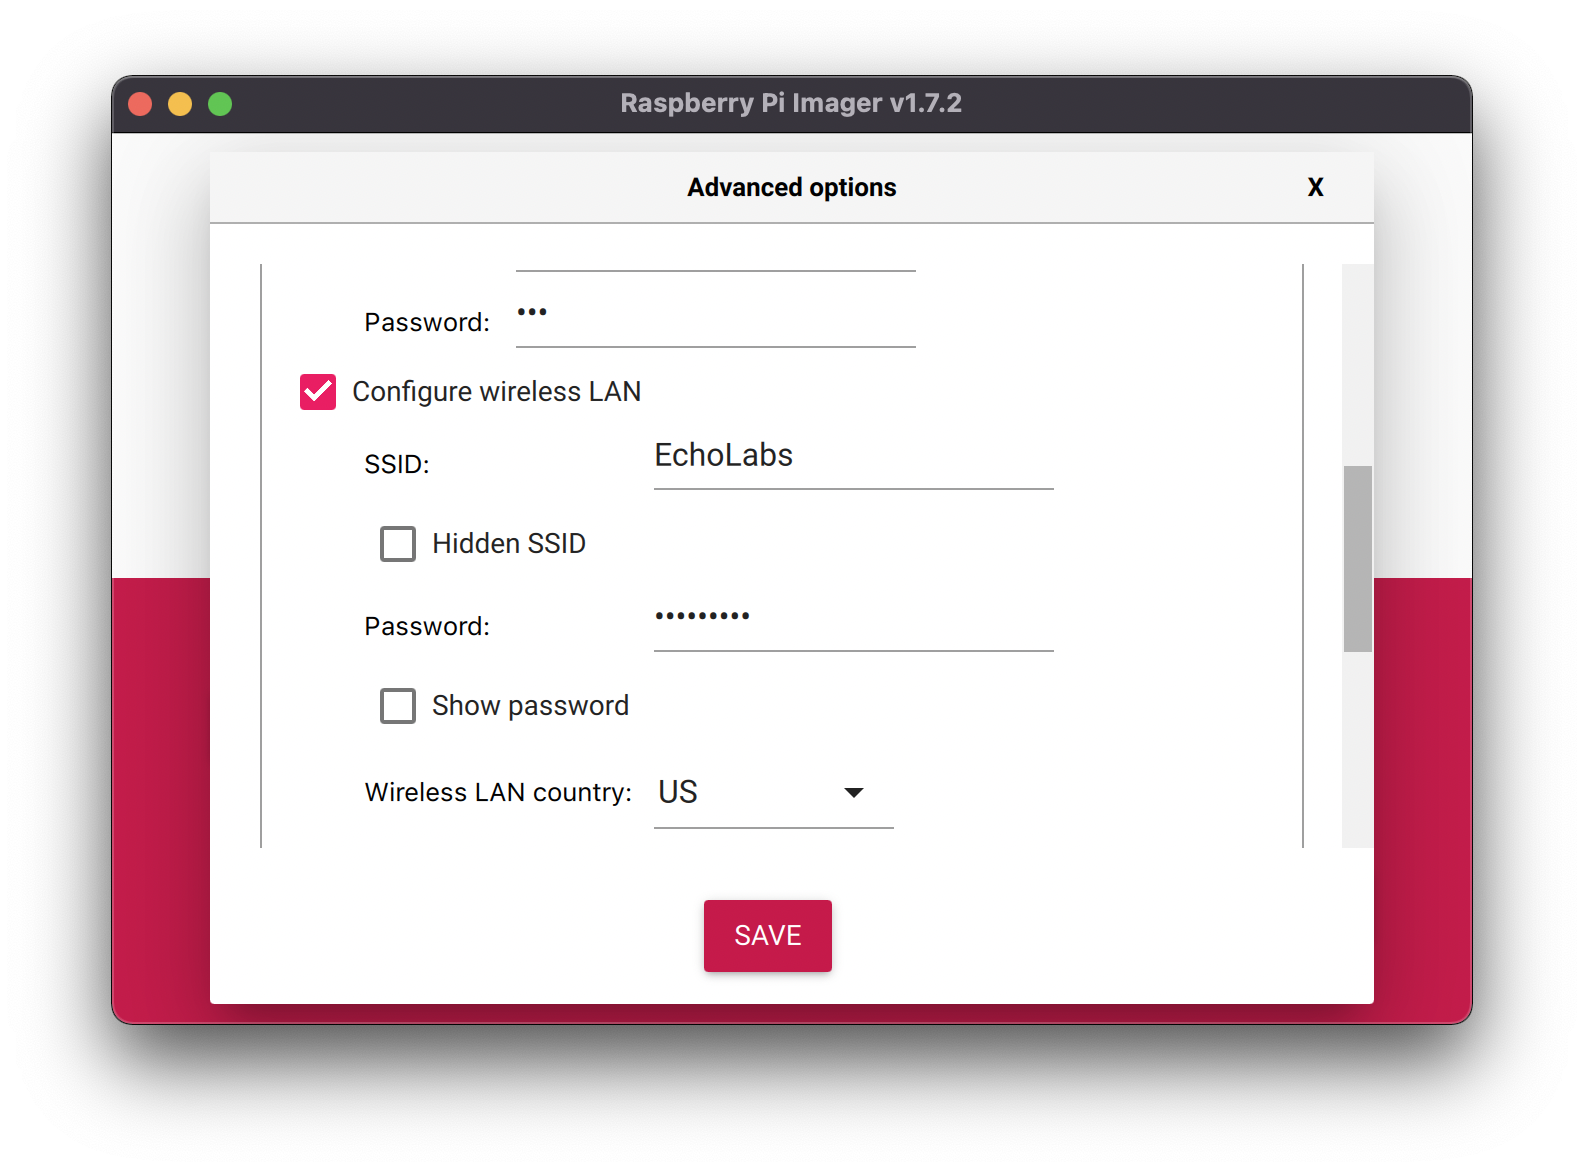 Raspberry Pi Imager v1.7.2
Advanced options X
Password: •••
Configure wireless LAN
SSID: EchoLabs
Hidden SSID
Password: •••••••••
Show password
Wireless LAN country: US
SAVE